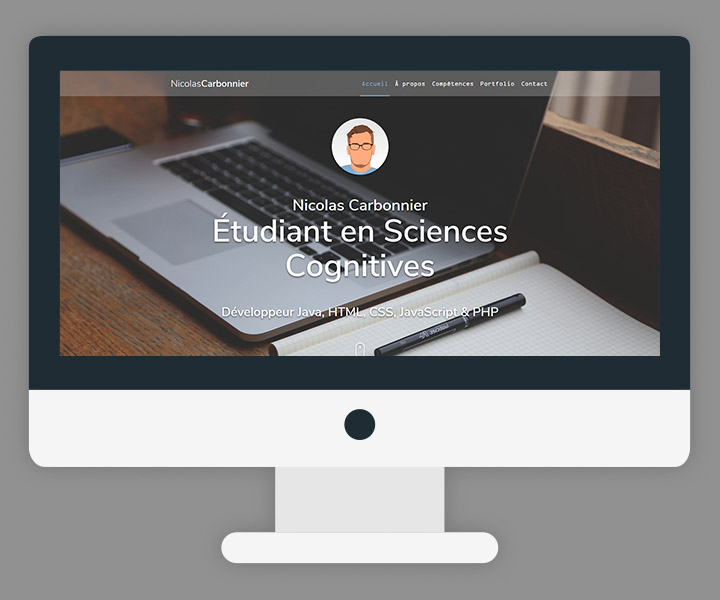 NicolasCarbonnier
Accueil À propos Compétences Portfolio Contact
Nicolas Carbonnier
Étudiant en Sciences
Cognitives
Développeur Java, HTML, CSS, JavaScript & PHP